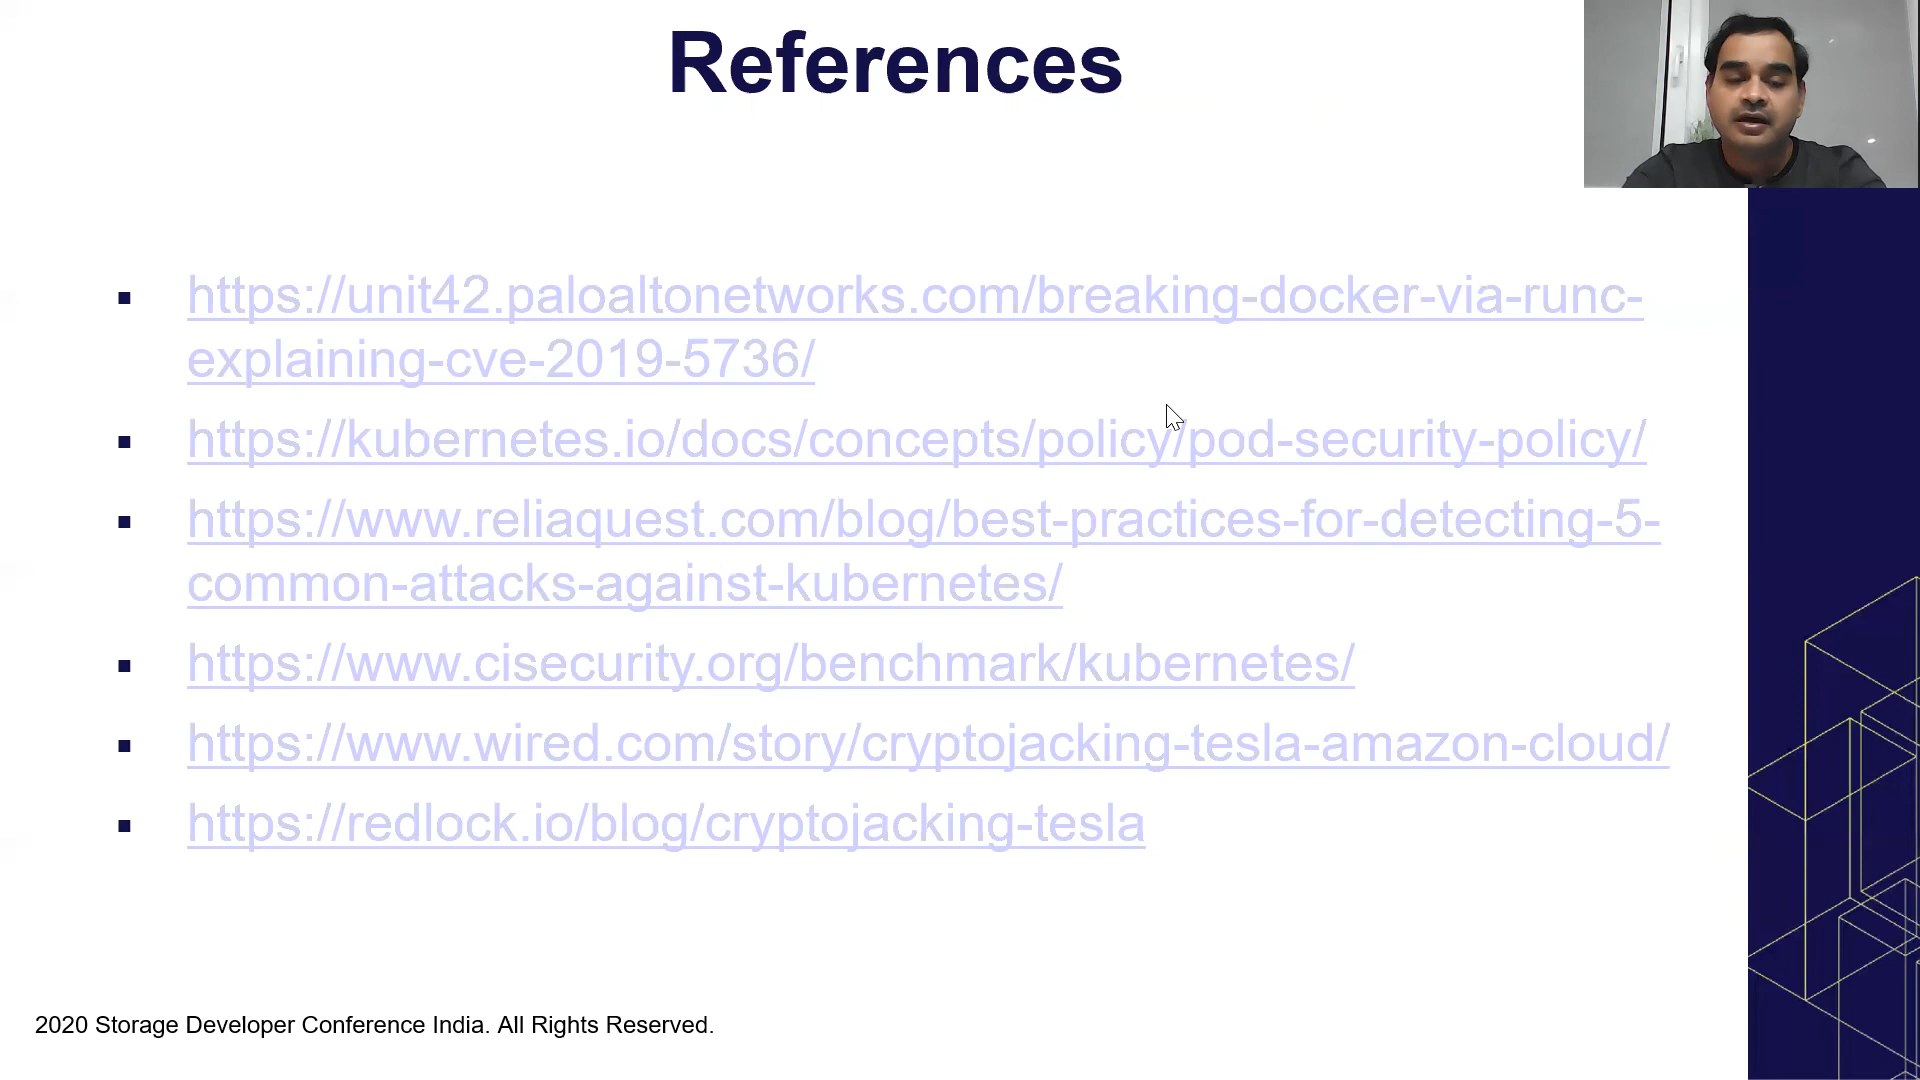 References
https://unit42.paloaltonetworks.com/breaking-docker-via-runc-
explaining-cve-2019-5736/
https://kubernetes.io/docs/concepts/policy/pod-security-policy/
https://www.reliaquest.com/blog/best-practices-for-detecting-5-
common-attacks-against-kubernetes/
https://www.cisecurity.org/benchmark/kubernetes/
https://www.wired.com/story/cryptojacking-tesla-amazon-cloud/
https://redlock.io/blog/cryptojacking-tesla
2020 Storage Developer Conference India. All Rights Reserved.